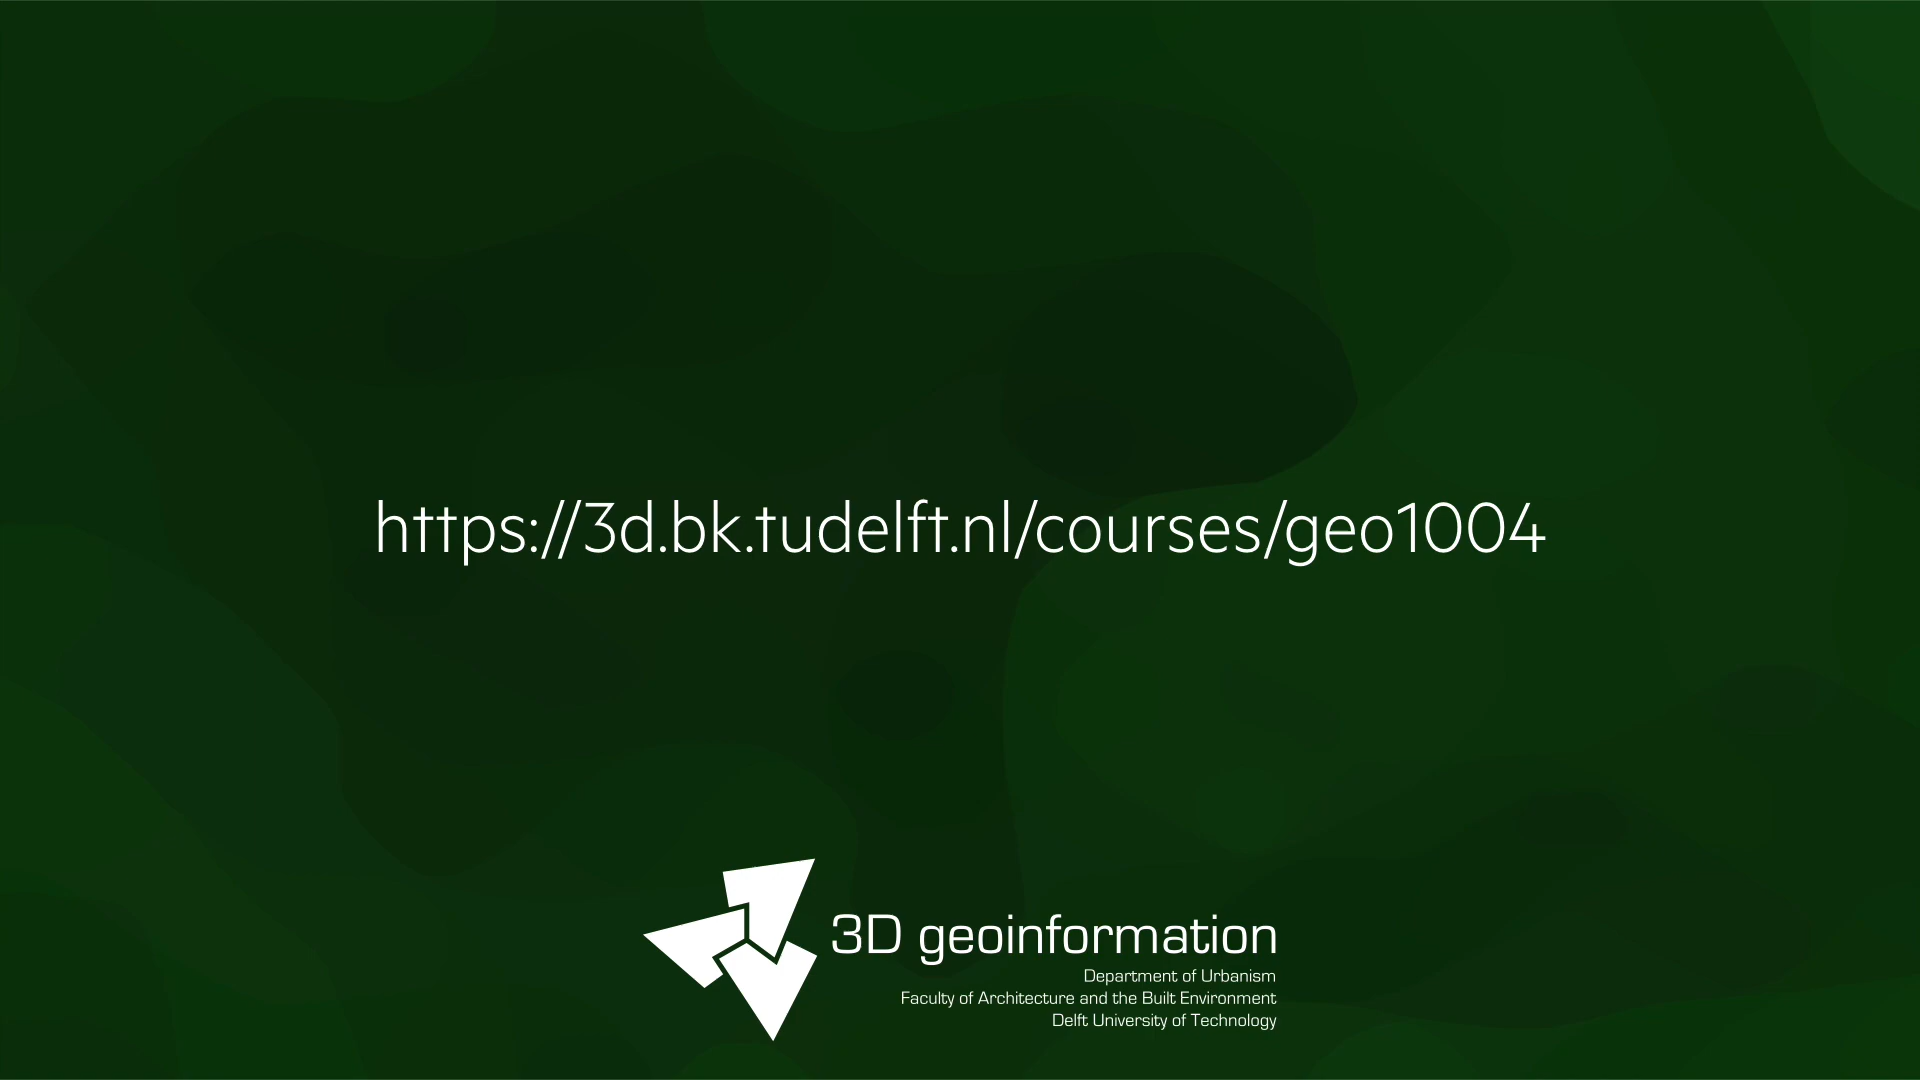 https://3d.bk.tudelft.nl/courses/geo1004
3D geoinformation
Department of Urbanism
Faculty of Architecture and the Built Environment
Delft University of Technology